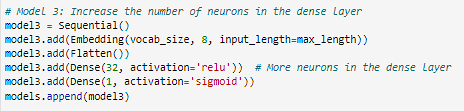 # Model 3: Increase the number of neurons in the dense layer
model3 = Sequential()
model3.add(Embedding(vocab_size, 8, input_length=max_length))
model3.add(Flatten())
model3.add(Dense(32, activation='relu'))  # More neurons in the dense layer
model3.add(Dense(1, activation='sigmoid'))
models.append(model3)